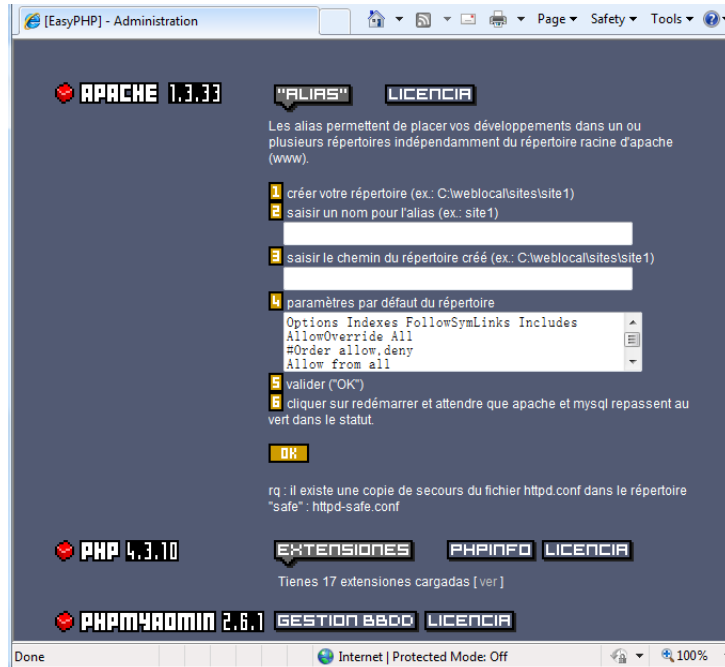 [EasyPHP] - Administration
Page Safety Tools
APACHE 1.3.33 "ALIAS" LICENCIA
Les alias permettent de placer vos développements dans un ou
plusieurs répertoires indépendamment du répertoire racine d'apache
(www).
1 créer votre répertoire (ex.: C:\weblocal\sites\site1)
2 saisir un nom pour l'alias (ex.: site1)
3 saisir le chemin du répertoire créé (ex.: C:\weblocal\sites\site1)
4 paramètres par défaut du répertoire
Options Indexes FollowSymLinks Includes
AllowOverride All
#Order allow,deny
Allow from all
5 valider ("OK")
6 cliquer sur redémarrer et attendre que apache et mysql repassent au
vert dans le statut.
OK
rq : il existe une copie de secours du fichier httpd.conf dans le répertoire
"safe" : httpd-safe.conf
PHP 4.3.10 EXTENSIONES PHPINFO LICENCIA
Tienes 17 extensiones cargadas [ ver ]
PHPMYADMIN 2.6.1 GESTION BBDD LICENCIA
Done Internet | Protected Mode: Off 100%